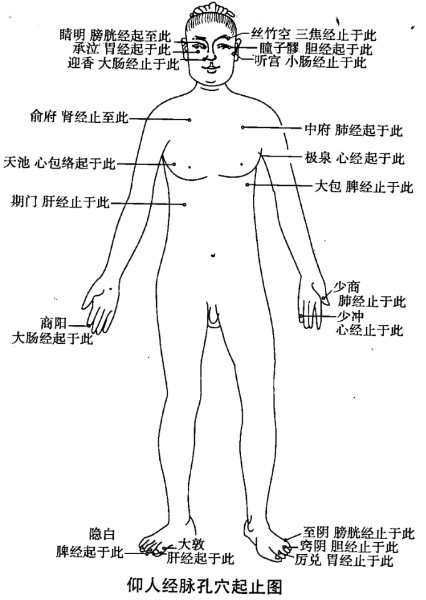 睛明 膀胱经起至此
承泣 胃经起于此
迎香 大肠经止于此
丝竹空 三焦经止于此
瞳子髎 胆经起于此
听宫 小肠经止于此
俞府 肾经止至此
中府 肺经起于此
天池 心包络起于此
极泉 心经起于此
大包 脾经止于此
期门 肝经止于此
少商
肺经止于此
少冲
心经止于此
商阳
大肠经起于此
隐白
脾经起于此
大敦
肝经起于此
至阴 膀胱经止于此
窍阴 胆经止于此
厉兑 胃经止于此
仰人经脉孔穴起止图